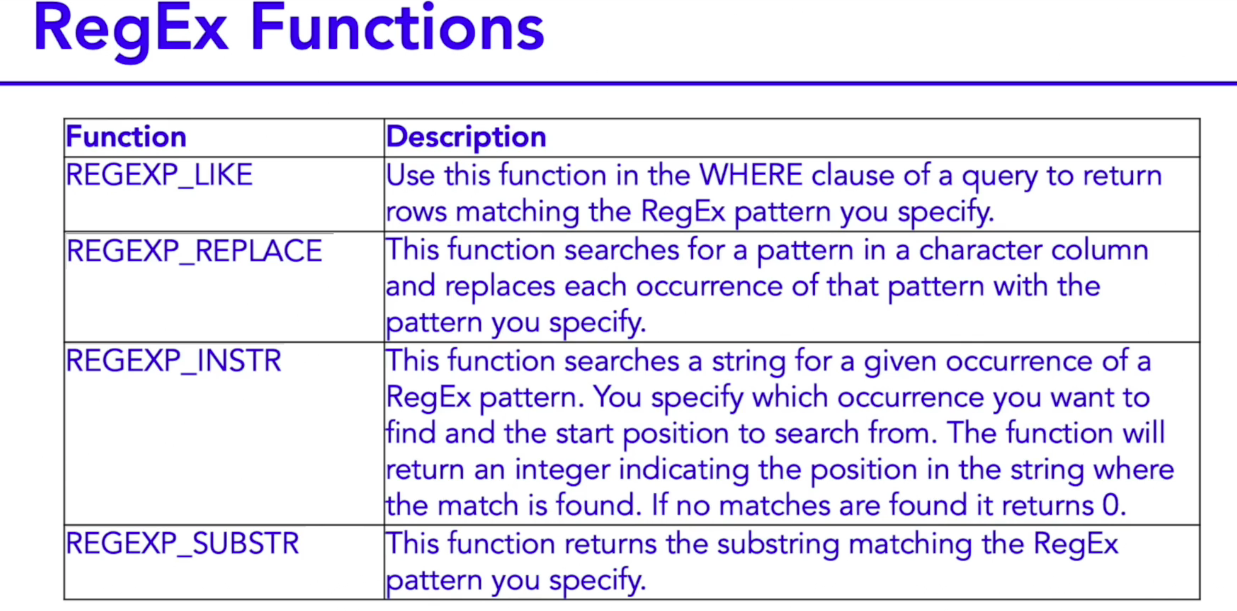 RegEx Functions
Function Description
REGEXP_LIKE Use this function in the WHERE clause of a query to return
rows matching the RegEx pattern you specify.
REGEXP_REPLACE This function searches for a pattern in a character column
and replaces each occurrence of that pattern with the
pattern you specify.
REGEXP_INSTR This function searches a string for a given occurrence of a
RegEx pattern. You specify which occurrence you want to
find and the start position to search from. The function will
return an integer indicating the position in the string where
the match is found. If no matches are found it returns 0.
REGEXP_SUBSTR This function returns the substring matching the RegEx
pattern you specify.